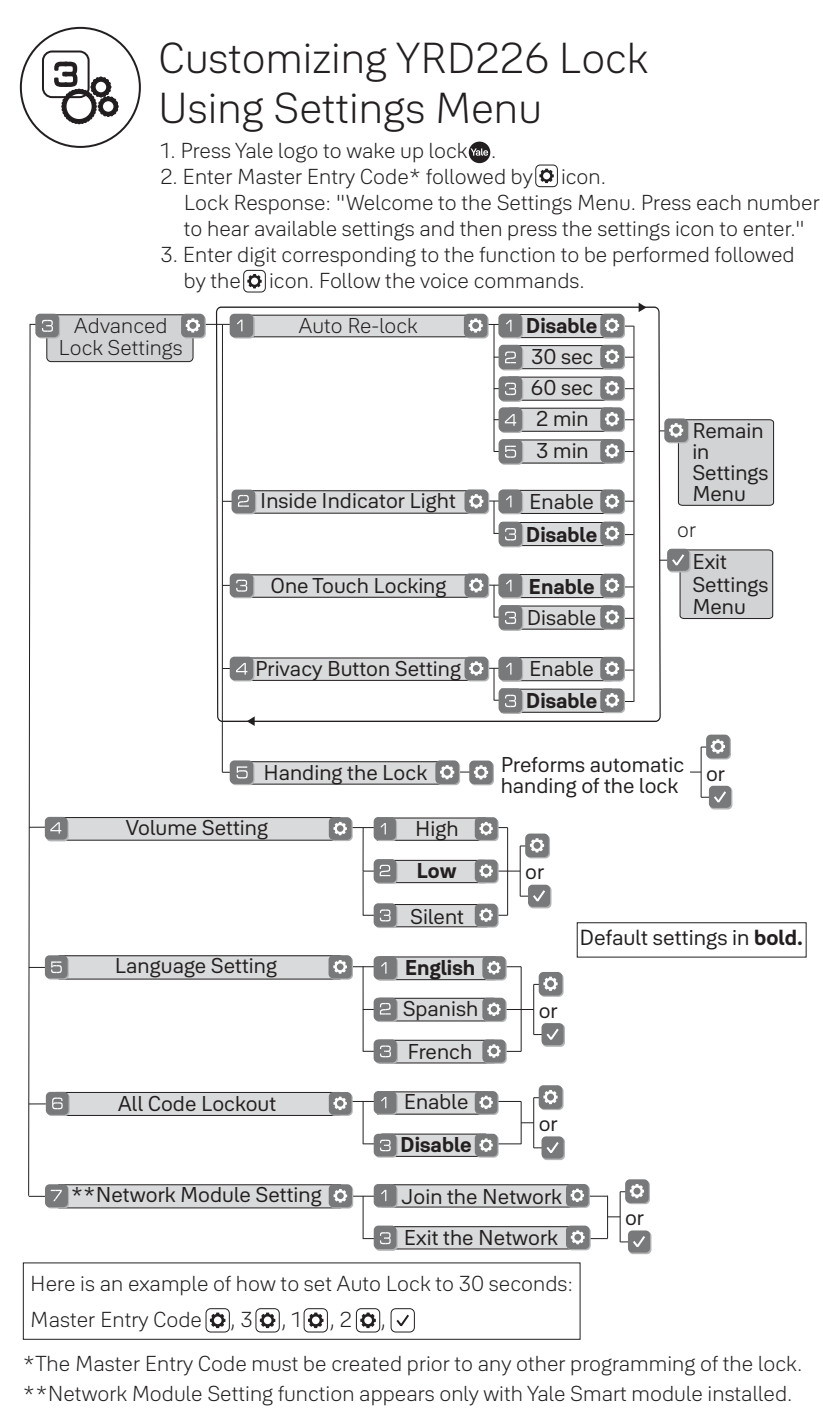 3
Customizing YRD226 Lock
Using Settings Menu
1. Press Yale logo to wake up lock Yale.
2. Enter Master Entry Code* followed by icon.
Lock Response: "Welcome to the Settings Menu. Press each number
to hear available settings and then press the settings icon to enter."
3. Enter digit corresponding to the function to be performed followed
by the icon. Follow the voice commands.
3 Advanced
Lock Settings
1 Auto Re-lock
1 Disable
2 30 sec
3 60 sec
4 2 min
5 3 min
Remain
in
Settings
Menu
or
Exit
Settings
Menu
2 Inside Indicator Light
1 Enable
3 Disable
3 One Touch Locking
1 Enable
3 Disable
4 Privacy Button Setting
1 Enable
3 Disable
5 Handing the Lock
Preforms automatic
handing of the lock
or
4 Volume Setting
1 High
2 Low
3 Silent
or
Default settings in bold.
5 Language Setting
1 English
2 Spanish
3 French
or
6 All Code Lockout
1 Enable
3 Disable
or
7 **Network Module Setting
1 Join the Network
3 Exit the Network
or
Here is an example of how to set Auto Lock to 30 seconds:
Master Entry Code , 3 , 1 , 2 ,
*The Master Entry Code must be created prior to any other programming of the lock.
**Network Module Setting function appears only with Yale Smart module installed.